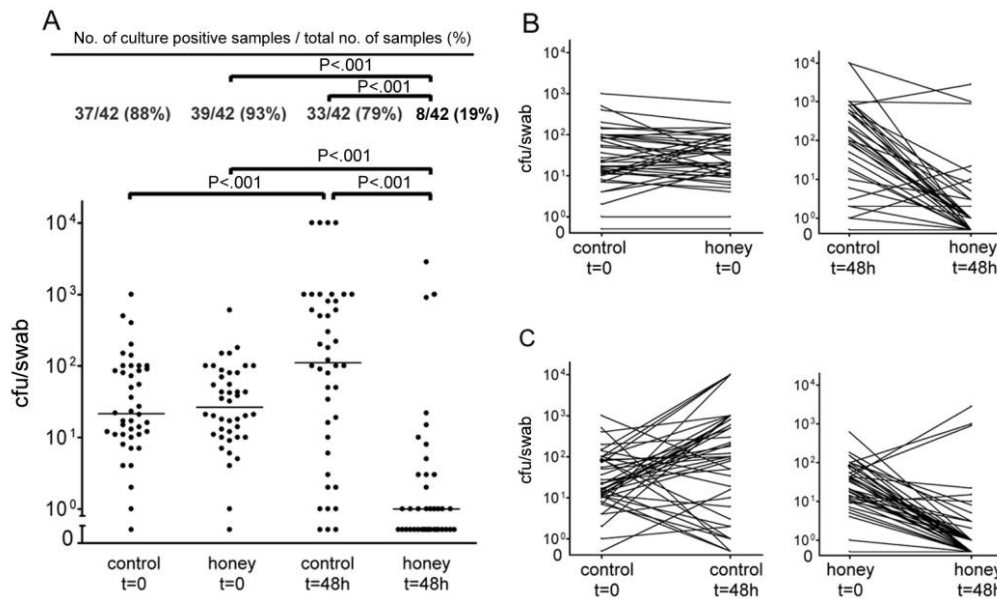 A
No. of culture positive samples / total no. of samples (%)
P<.001
P<.001
37/42 (88%) 39/42 (93%) 33/42 (79%) 8/42 (19%)
P<.001
P<.001 P<.001
cfu/swab
10⁴
10³
10²
10¹
10⁰
0
control honey control honey
t=0 t=0 t=48h t=48h
B
cfu/swab
10⁴
10³
10²
10¹
10⁰
0
control honey
t=0 t=0
10⁴
10³
10²
10¹
10⁰
0
control honey
t=48h t=48h
C
cfu/swab
10⁴
10³
10²
10¹
10⁰
0
control control
t=0 t=48h
10⁴
10³
10²
10¹
10⁰
0
honey honey
t=0 t=48h